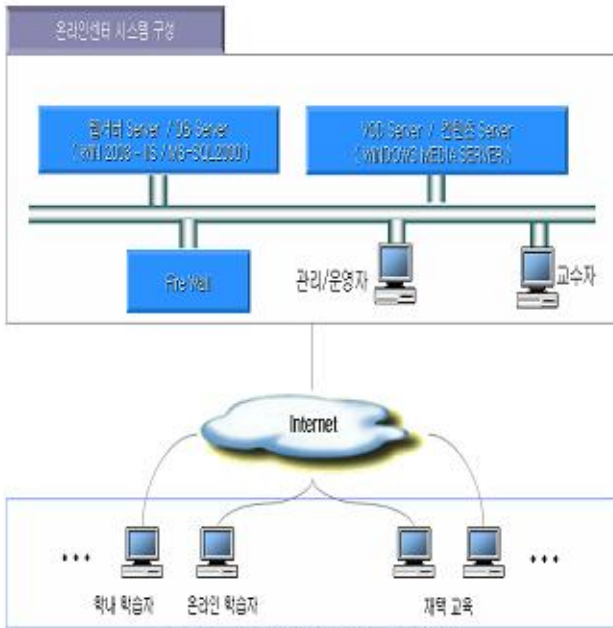 온라인센터 시스템 구성
웹서버 Server / DB Server
VOD Server / 컨텐츠 Server
( WIN 2003 - IIS / MS-SQL2000 )
( WINDOWS MEDIA SERVER )
Fire Wall
관리/운영자
교수자
Internet
학내 학습자
온라인 학습자
재택 교육